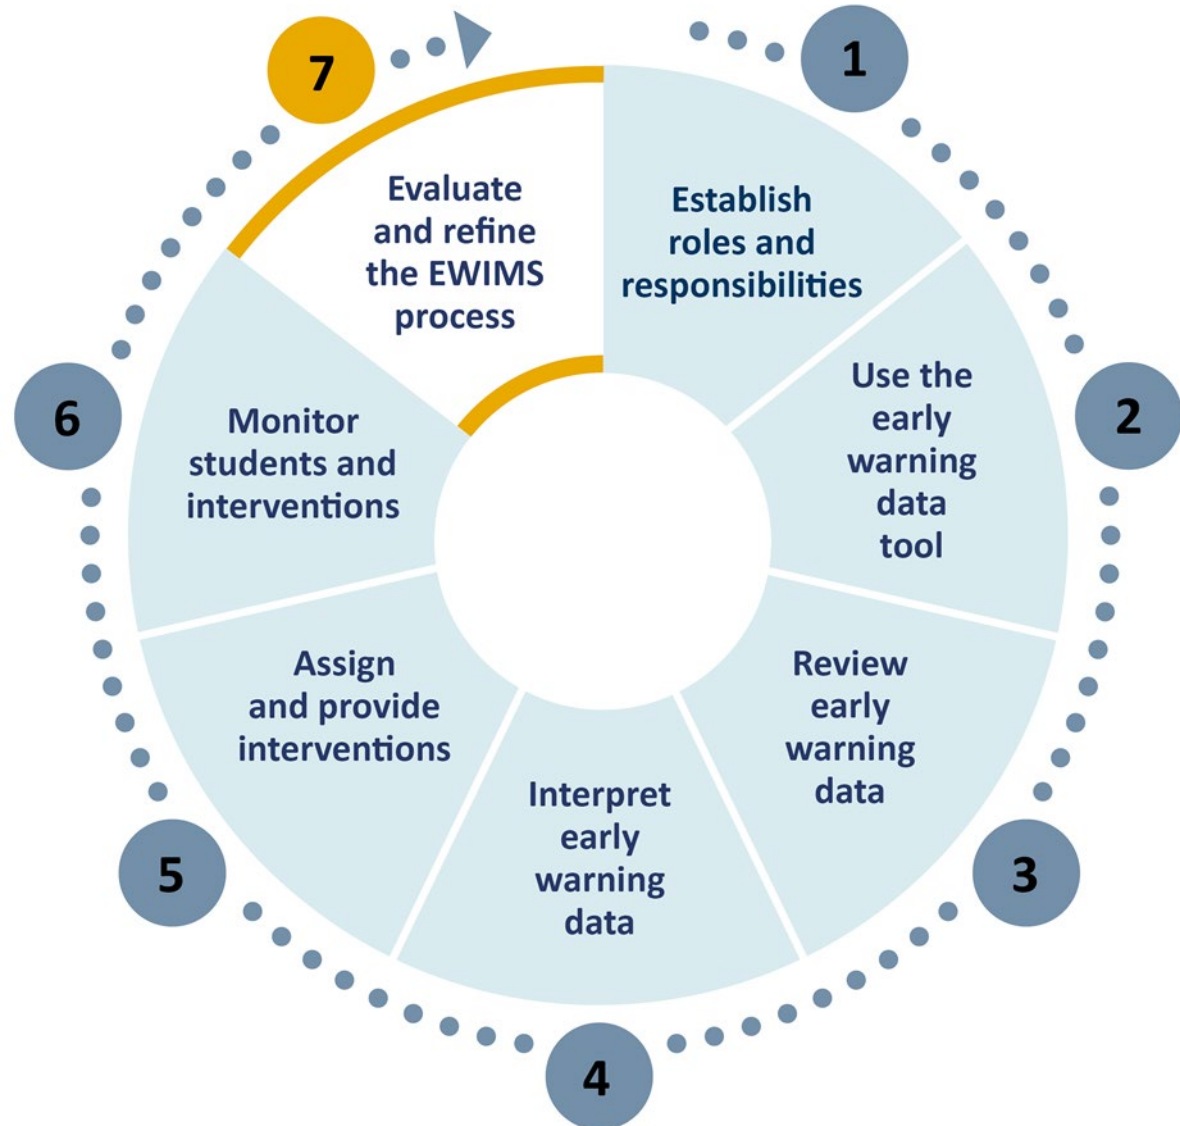 1
Establish
roles and
responsibilities
2
Use the
early
warning
data
tool
3
Review
early
warning
data
4
Interpret
early
warning
data
5
Assign
and provide
interventions
6
Monitor
students and
interventions
7
Evaluate
and refine
the EWIMS
process